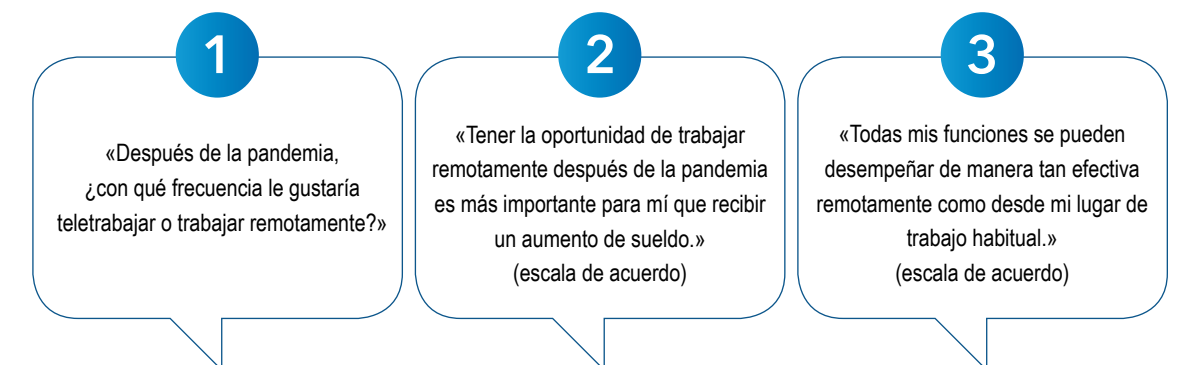 1
«Después de la pandemia,
¿con qué frecuencia le gustaría
teletrabajar o trabajar remotamente?»
2
«Tener la oportunidad de trabajar
remotamente después de la pandemia
es más importante para mí que recibir
un aumento de sueldo.»
(escala de acuerdo)
3
«Todas mis funciones se pueden
desempeñar de manera tan efectiva
remotamente como desde mi lugar de
trabajo habitual.»
(escala de acuerdo)